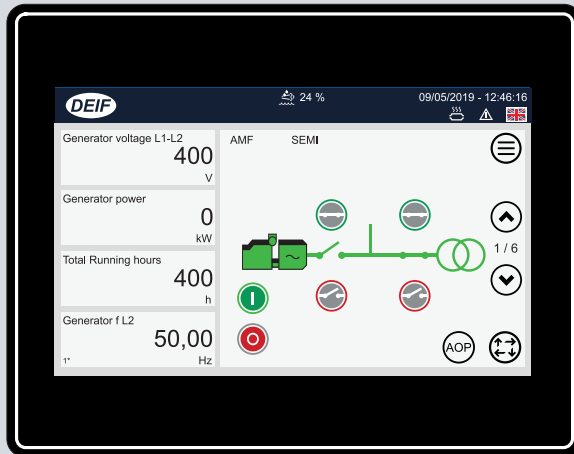 DEIF
24 %
09/05/2019 - 12:46:16
Generator voltage L1-L2
400
V
Generator power
0
kW
Total Running hours
400
h
Generator f L2
50,00
1*
Hz
AMF SEMI
1 / 6
I
O
AOP